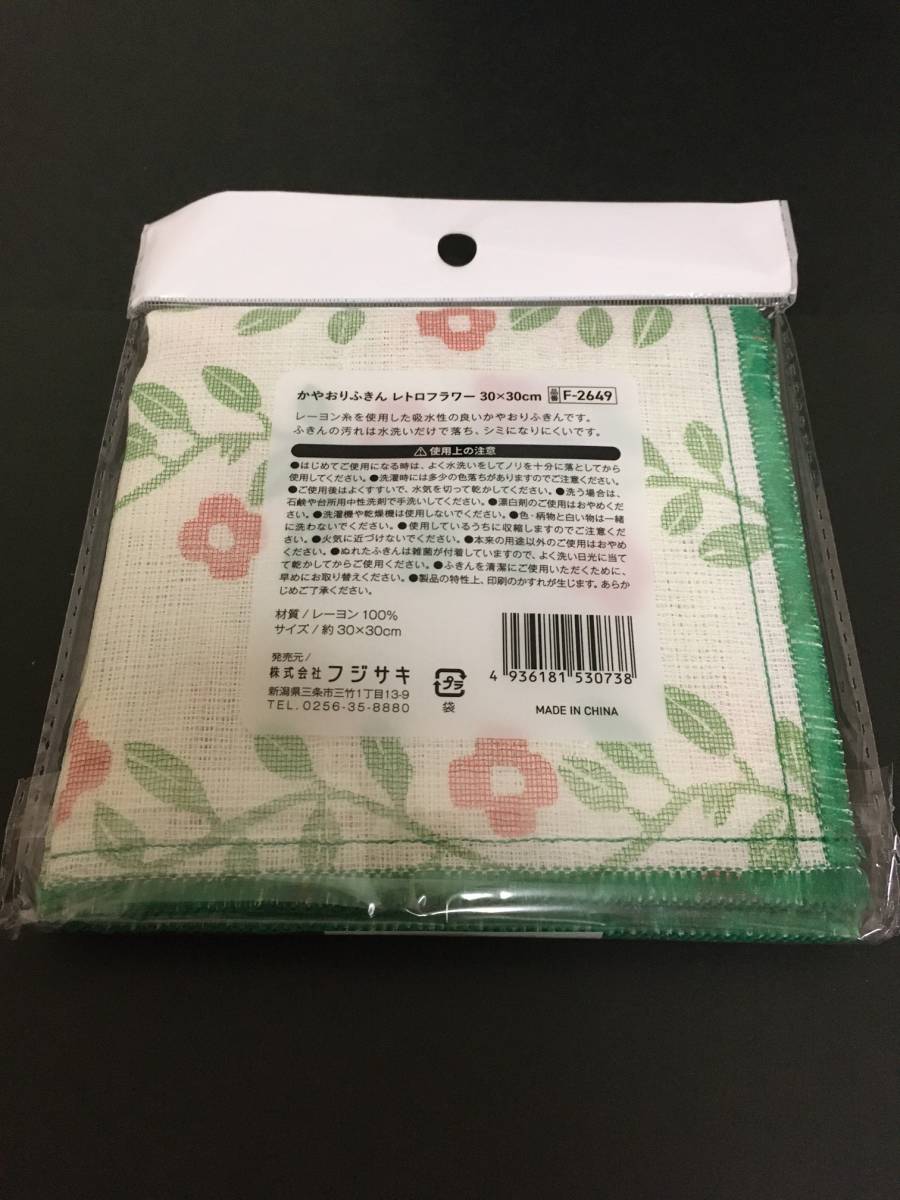 かやおりふきん レトロフラワー 30×30cm 品番 F-2649
レーヨン糸を使用した吸水性の良いかやおりふきんです。
ふきんの汚れは水洗いだけで落ち、シミになりにくいです。
⚠使用上の注意
●はじめてご使用になる時は、よく水洗いをしてノリを十分に落としてから
使用してください。●洗濯時には多少の色落ちがありますのでご注意ください。
●ご使用後はよくすすいで、水気を切って乾かしてください。●洗う場合は、
石鹸や台所用中性洗剤で手洗いしてください。●漂白剤のご使用はおやめくだ
さい。●洗濯機や乾燥機は使用しないでください。●色・柄物と白い物は一緒
に洗わないでください。●使用しているうちに収縮しますのでご注意くださ
い。●火気に近づけないでください。●本来の用途以外のご使用はおやめ
ください。●ぬれたふきんは雑菌が付着していますので、よく洗い日光に当て
て乾かしてからご使用ください。●ふきんを清潔にご使用いただくために、
早めにお取り替えください。●製品の特性上、印刷のかすれが生じます。あらか
じめご了承ください。
材質/レーヨン100%
サイズ/約30×30cm
発売元/
株式会社フジサキ
新潟県三条市三竹1丁目13-9
TEL.0256-35-8880
プラ
袋
4 936181 530738
MADE IN CHINA